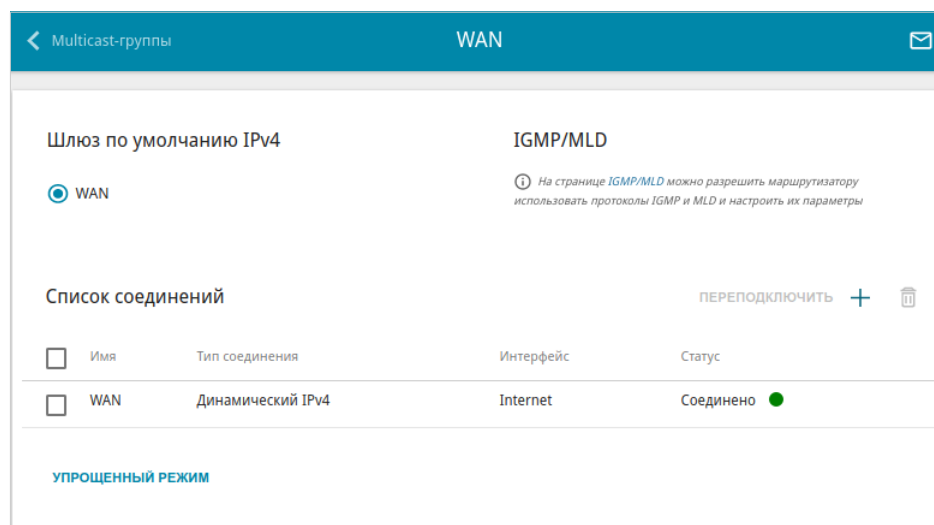 Multicast-группы
WAN
Шлюз по умолчанию IPv4
WAN
IGMP/MLD
На странице IGMP/MLD можно разрешить маршрутизатору
использовать протоколы IGMP и MLD и настроить их параметры
Список соединений
ПЕРЕПОДКЛЮЧИТЬ
Имя Тип соединения Интерфейс Статус
WAN Динамический IPv4 Internet Соединено
УПРОЩЕННЫЙ РЕЖИМ